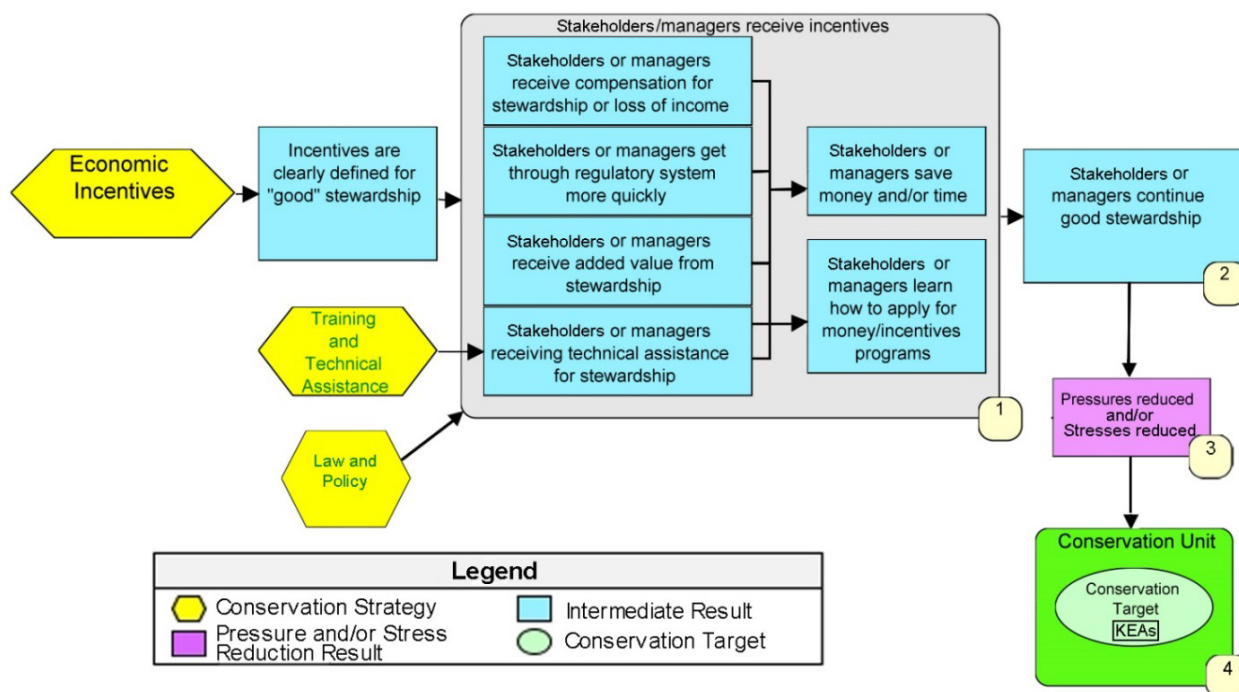 Stakeholders/managers receive incentives
Economic
Incentives
Incentives are
clearly defined for
"good" stewardship
Stakeholders or managers
receive compensation for
stewardship or loss of income
Stakeholders or managers get
through regulatory system
more quickly
Stakeholders or managers
receive added value from
stewardship
Stakeholders or managers
receiving technical assistance
for stewardship
Stakeholders or
managers save
money and/or time
Stakeholders or
managers learn
how to apply for
money/incentives
programs
1
Stakeholders or
managers continue
good stewardship
2
Training
and
Technical
Assistance
Law and
Policy
Pressures reduced
and/or
Stresses reduced
3
Conservation Unit
Conservation
Target
KEAs
4
Legend
Conservation Strategy
Intermediate Result
Pressure and/or Stress
Reduction Result
Conservation Target